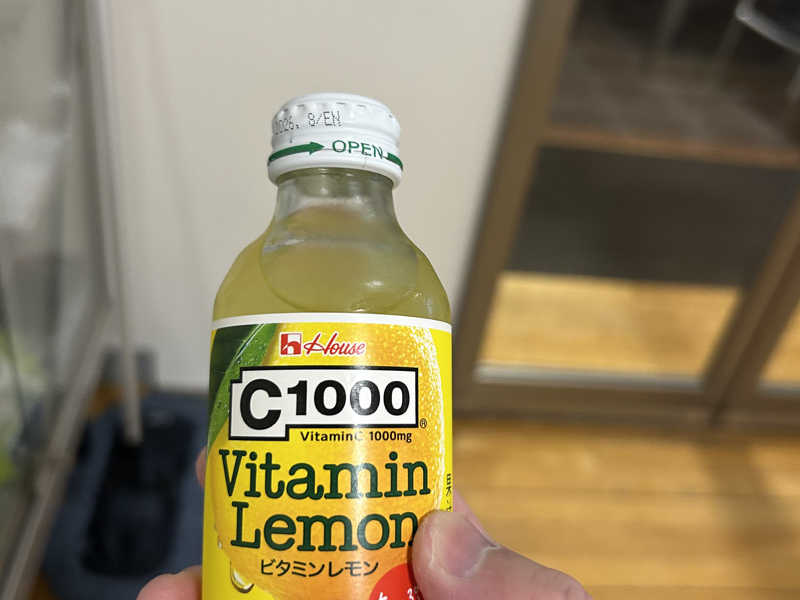 2026. 8/EN
OPEN
House
C1000
®
VitaminC 1000mg
Vitamin
Lemon
ビタミンレモン